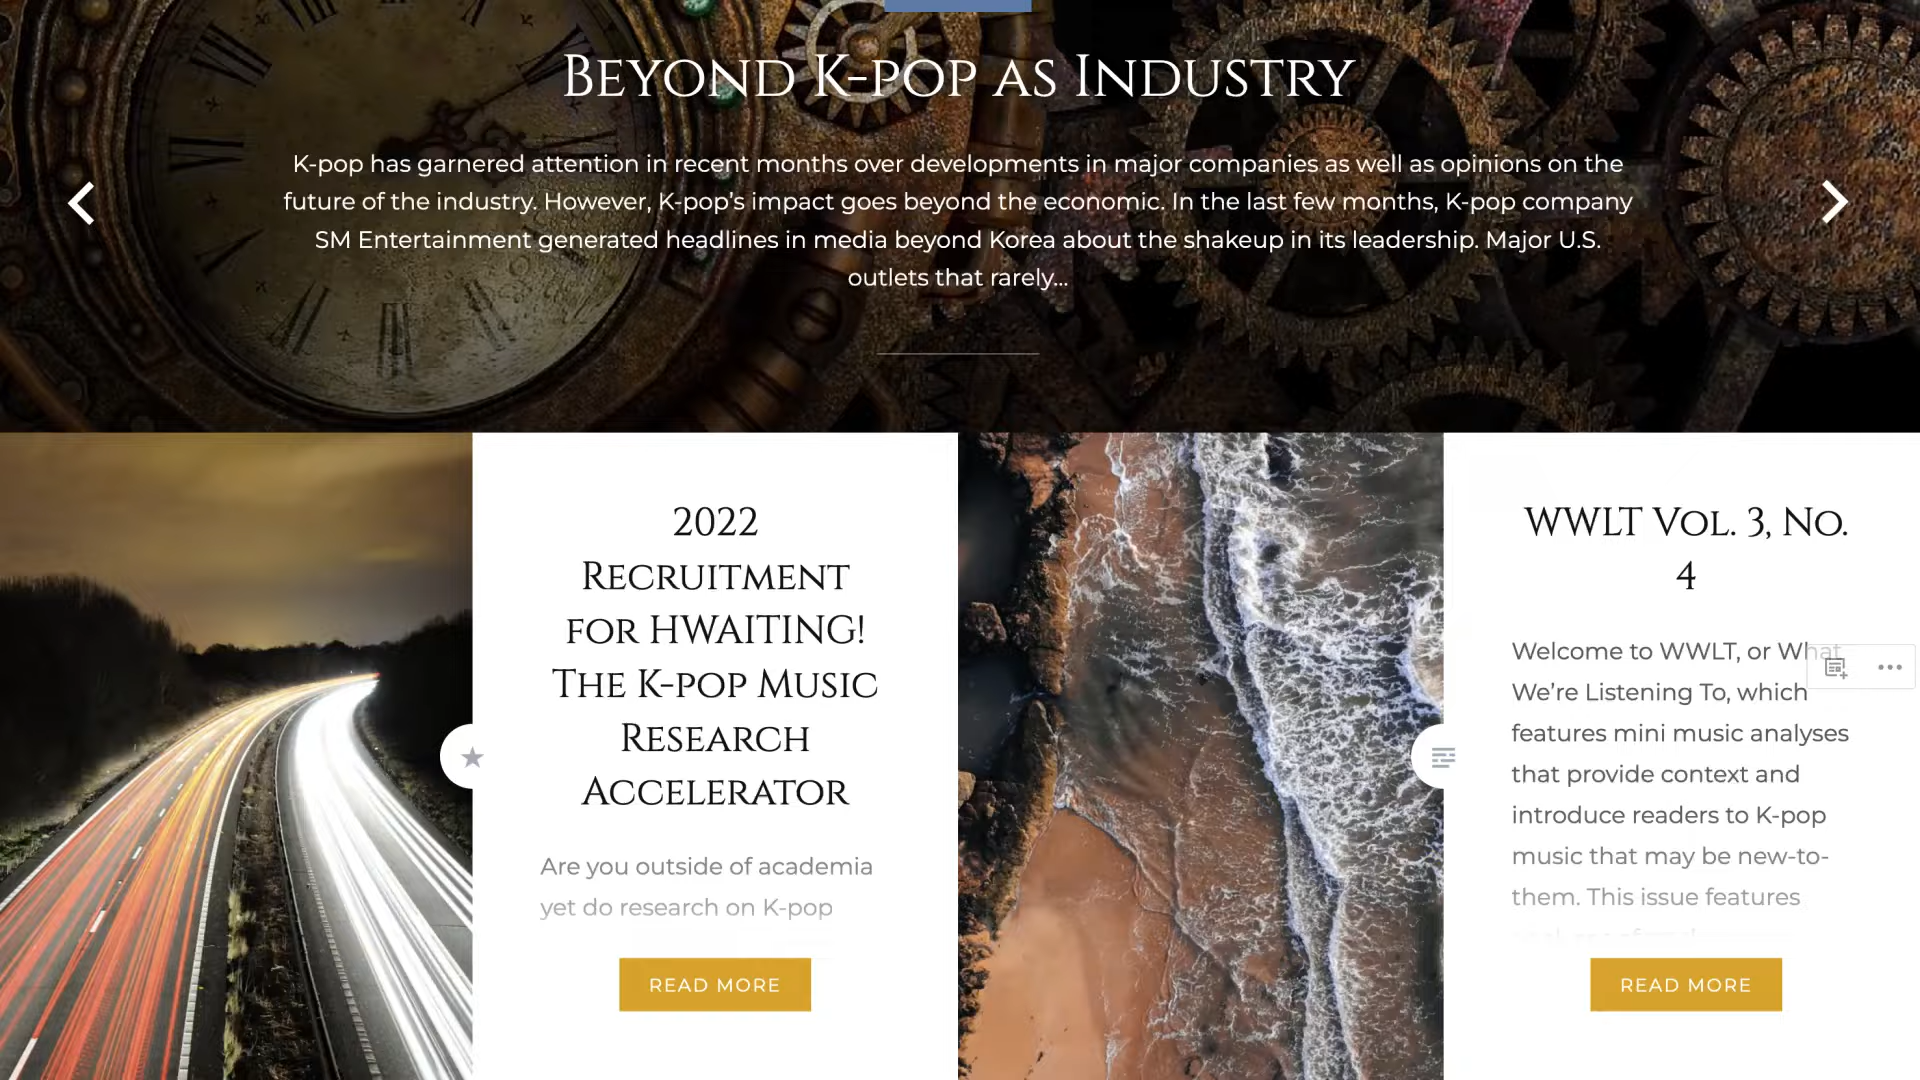 Beyond K-pop as Industry
K-pop has garnered attention in recent months over developments in major companies as well as opinions on the
future of the industry. However, K-pop’s impact goes beyond the economic. In the last few months, K-pop company
SM Entertainment generated headlines in media beyond Korea about the shakeup in its leadership. Major U.S.
outlets that rarely…
2022
Recruitment
for HWAITING!
The K-pop Music
Research
Accelerator
Are you outside of academia
yet do research on K-pop
READ MORE
WWLT Vol. 3, No.
4
Welcome to WWLT, or What
We’re Listening To, which
features mini music analyses
that provide context and
introduce readers to K-pop
music that may be new-to-
them. This issue features
READ MORE